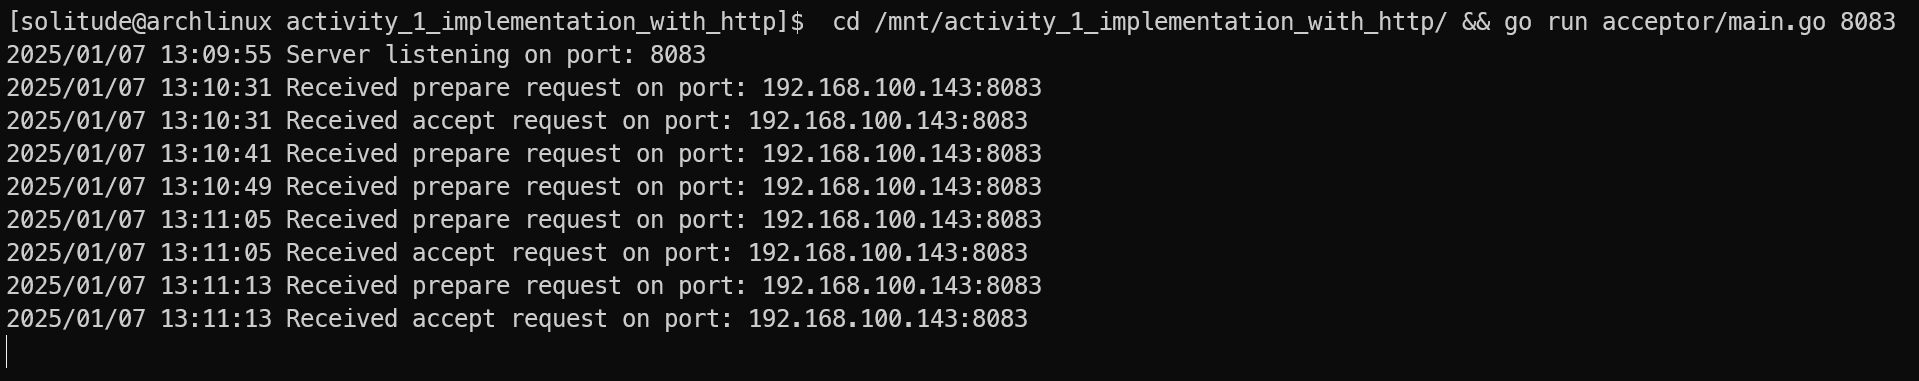 [solitude@archlinux activity_1_implementation_with_http]$  cd /mnt/activity_1_implementation_with_http/ && go run acceptor/main.go 8083
2025/01/07 13:09:55 Server listening on port: 8083
2025/01/07 13:10:31 Received prepare request on port: 192.168.100.143:8083
2025/01/07 13:10:31 Received accept request on port: 192.168.100.143:8083
2025/01/07 13:10:41 Received prepare request on port: 192.168.100.143:8083
2025/01/07 13:10:49 Received prepare request on port: 192.168.100.143:8083
2025/01/07 13:11:05 Received prepare request on port: 192.168.100.143:8083
2025/01/07 13:11:05 Received accept request on port: 192.168.100.143:8083
2025/01/07 13:11:13 Received prepare request on port: 192.168.100.143:8083
2025/01/07 13:11:13 Received accept request on port: 192.168.100.143:8083